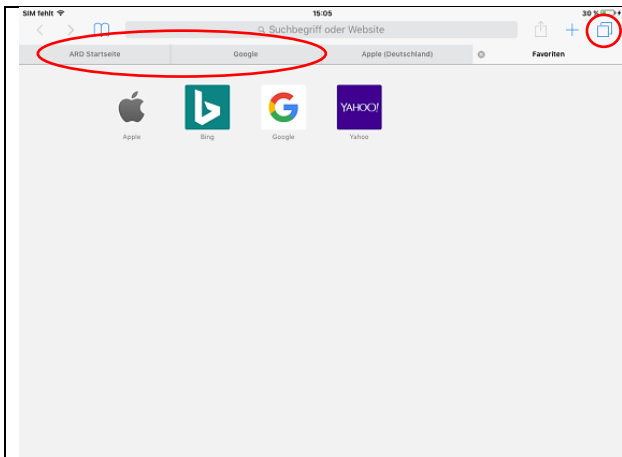 SIM fehlt 15:05 30 %
Suchbegriff oder Website
ARD Startseite Google Apple (Deutschland) Favoriten
YAHOO!
Apple Bing Google Yahoo